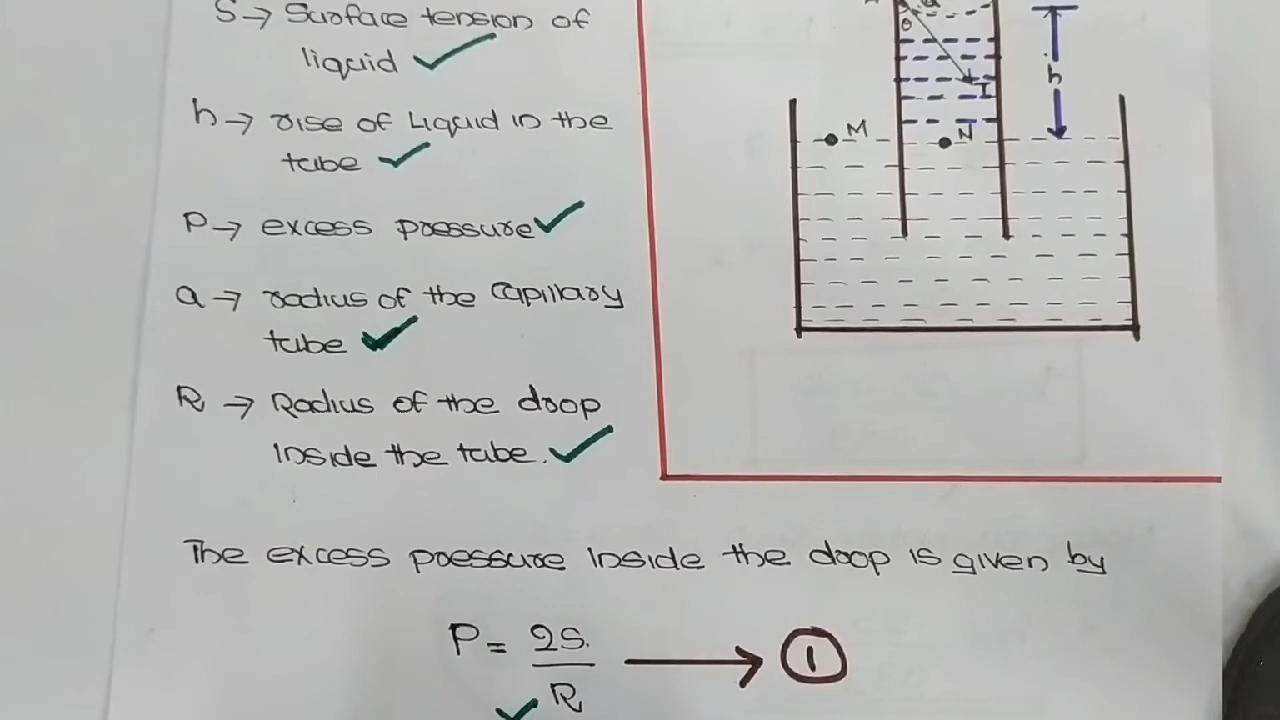 S→ Surface tension of
liquid
h→ rise of Liquid in the
tube
P→ excess pressure
a→ radius of the capillary
tube
R → Radius of the drop
Inside the tube.
θ
I
h
M
N
The excess pressure Inside the drop is given by
P = 2S. → 1
R